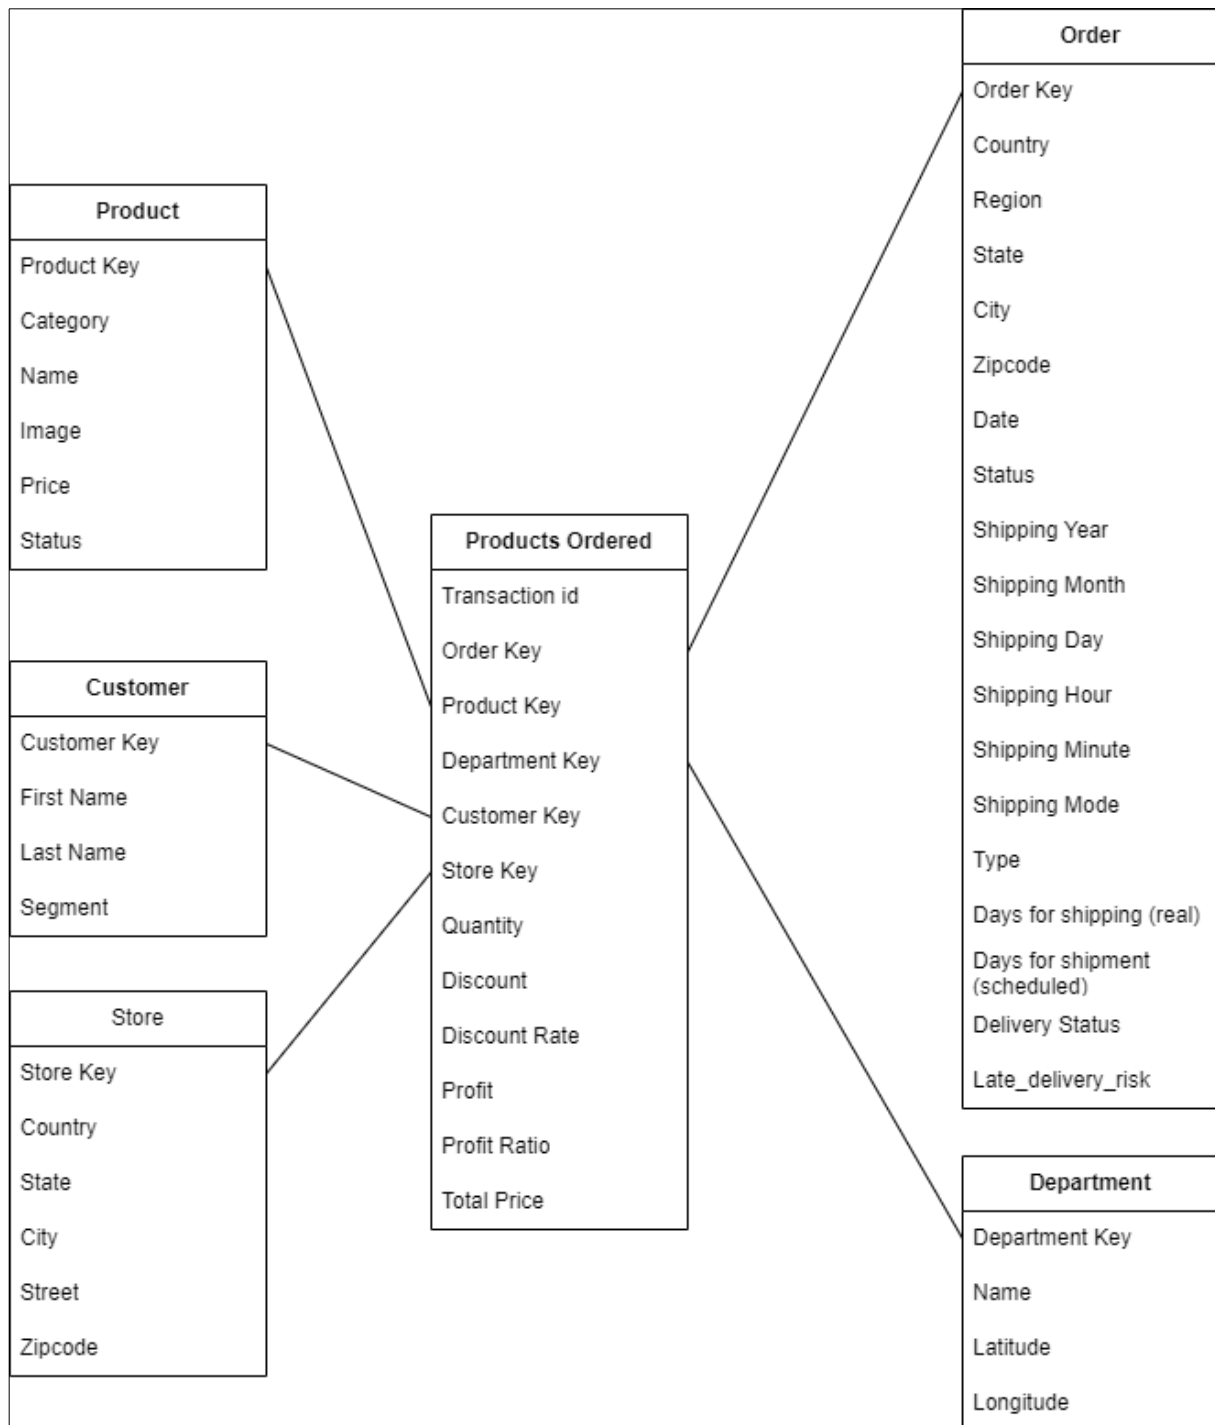 Product
Product Key
Category
Name
Image
Price
Status
Customer
Customer Key
First Name
Last Name
Segment
Store
Store Key
Country
State
City
Street
Zipcode
Products Ordered
Transaction id
Order Key
Product Key
Department Key
Customer Key
Store Key
Quantity
Discount
Discount Rate
Profit
Profit Ratio
Total Price
Order
Order Key
Country
Region
State
City
Zipcode
Date
Status
Shipping Year
Shipping Month
Shipping Day
Shipping Hour
Shipping Minute
Shipping Mode
Type
Days for shipping (real)
Days for shipment
(scheduled)
Delivery Status
Late_delivery_risk
Department
Department Key
Name
Latitude
Longitude